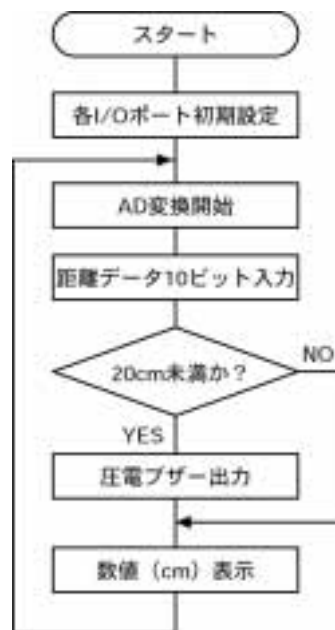 スタート
各I/Oポート初期設定
AD変換開始
距離データ10ビット入力
20cm未満か？
NO
YES
圧電ブザー出力
数値（cm）表示